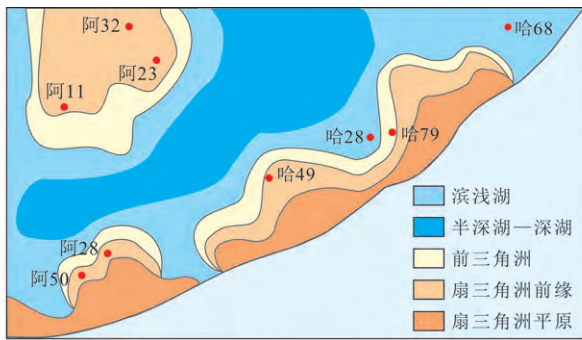 阿32
哈68
阿23
阿11
哈28
哈79
哈49
滨浅湖
半深湖—深湖
阿28
前三角洲
阿50
扇三角洲前缘
扇三角洲平原